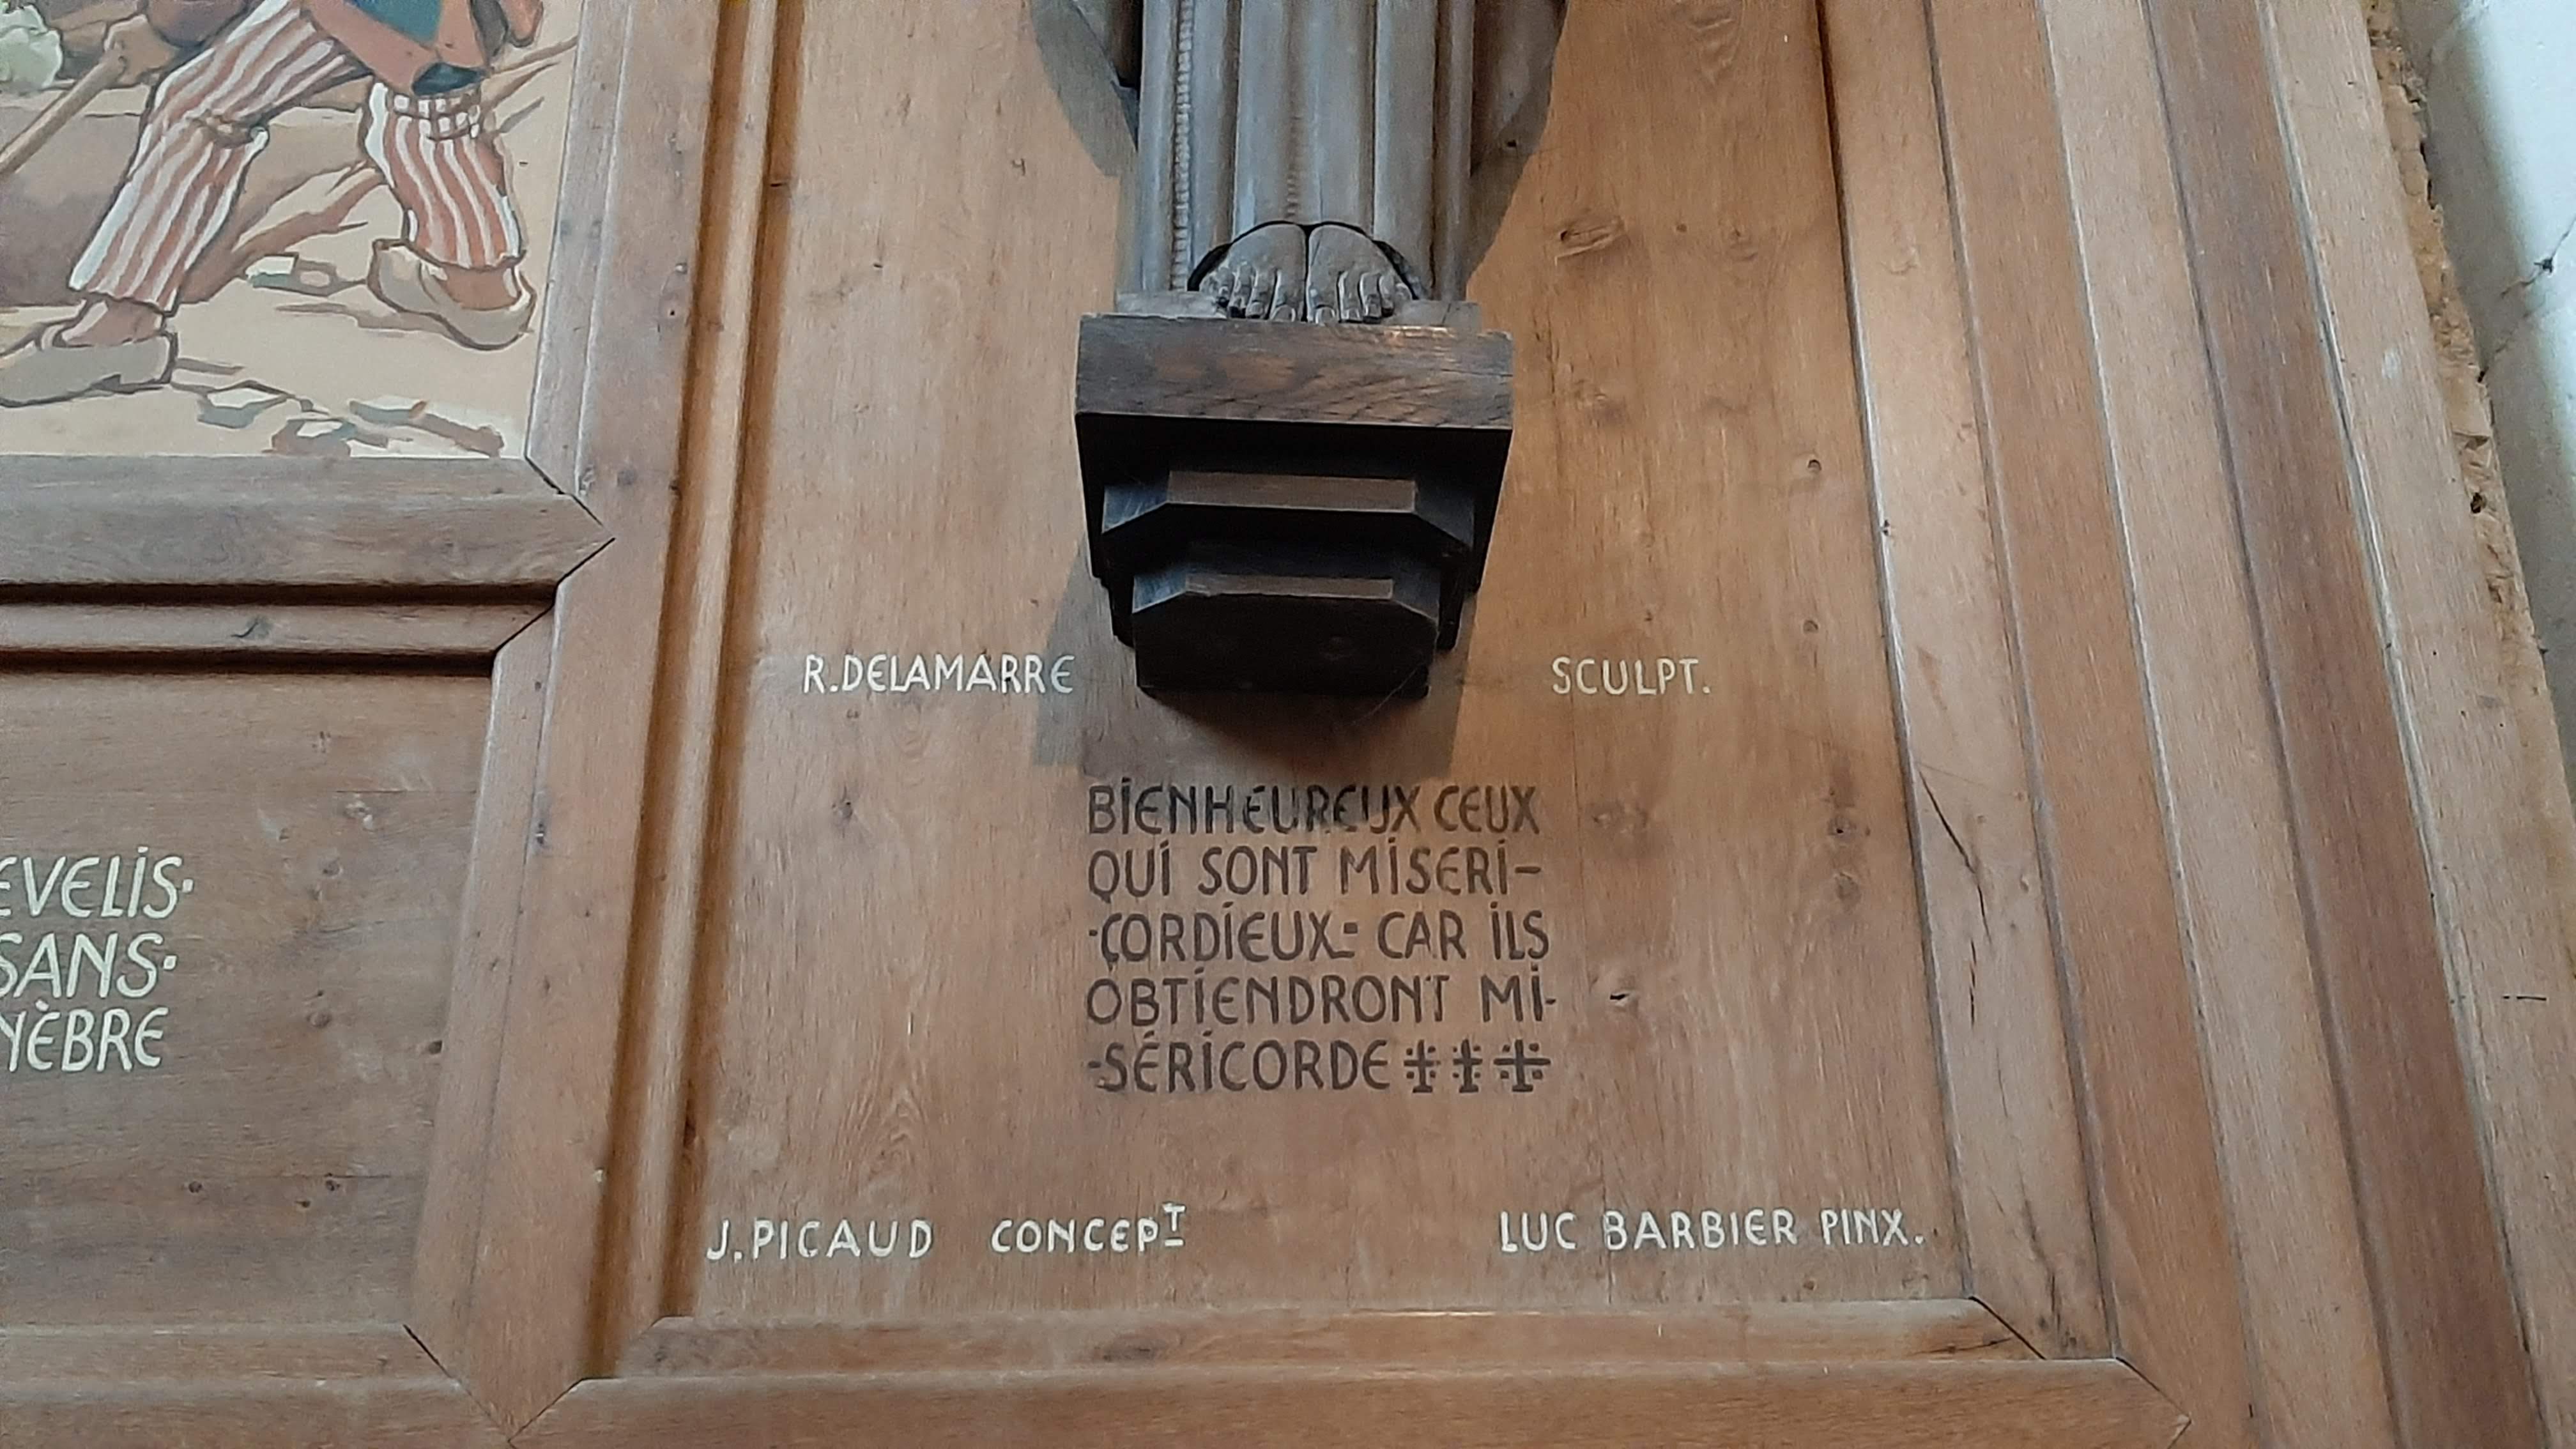 R.DELAMARRE SCULPT.
BIENHEUREUX CEUX
QUI SONT MISERI-
-CORDIEUX- CAR ILS
OBTIENDRONT MI-
-SÉRICORDE
J.PICAUD CONCEPT
LUC BARBIER PINX.
EVELIS·
SANS·
NÈBRE